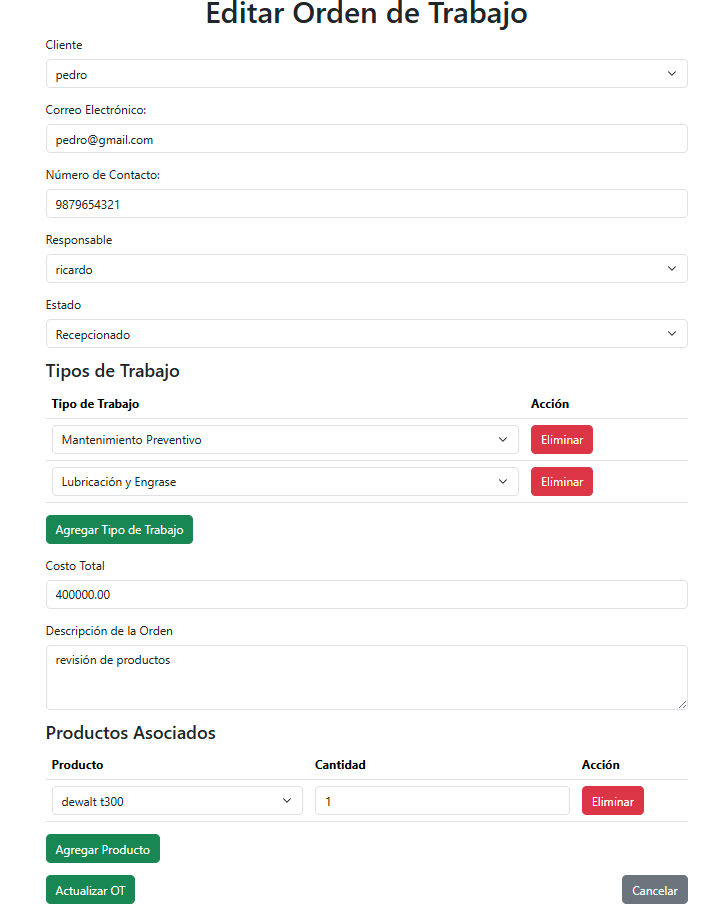 Editar Orden de Trabajo
Cliente
pedro
Correo Electrónico:
pedro@gmail.com
Número de Contacto:
9879654321
Responsable
ricardo
Estado
Recepcionado
Tipos de Trabajo
Tipo de Trabajo Acción
Mantenimiento Preventivo Eliminar
Lubricación y Engrase Eliminar
Agregar Tipo de Trabajo
Costo Total
400000.00
Descripción de la Orden
revisión de productos
Productos Asociados
Producto Cantidad Acción
dewalt t300 1 Eliminar
Agregar Producto
Actualizar OT Cancelar